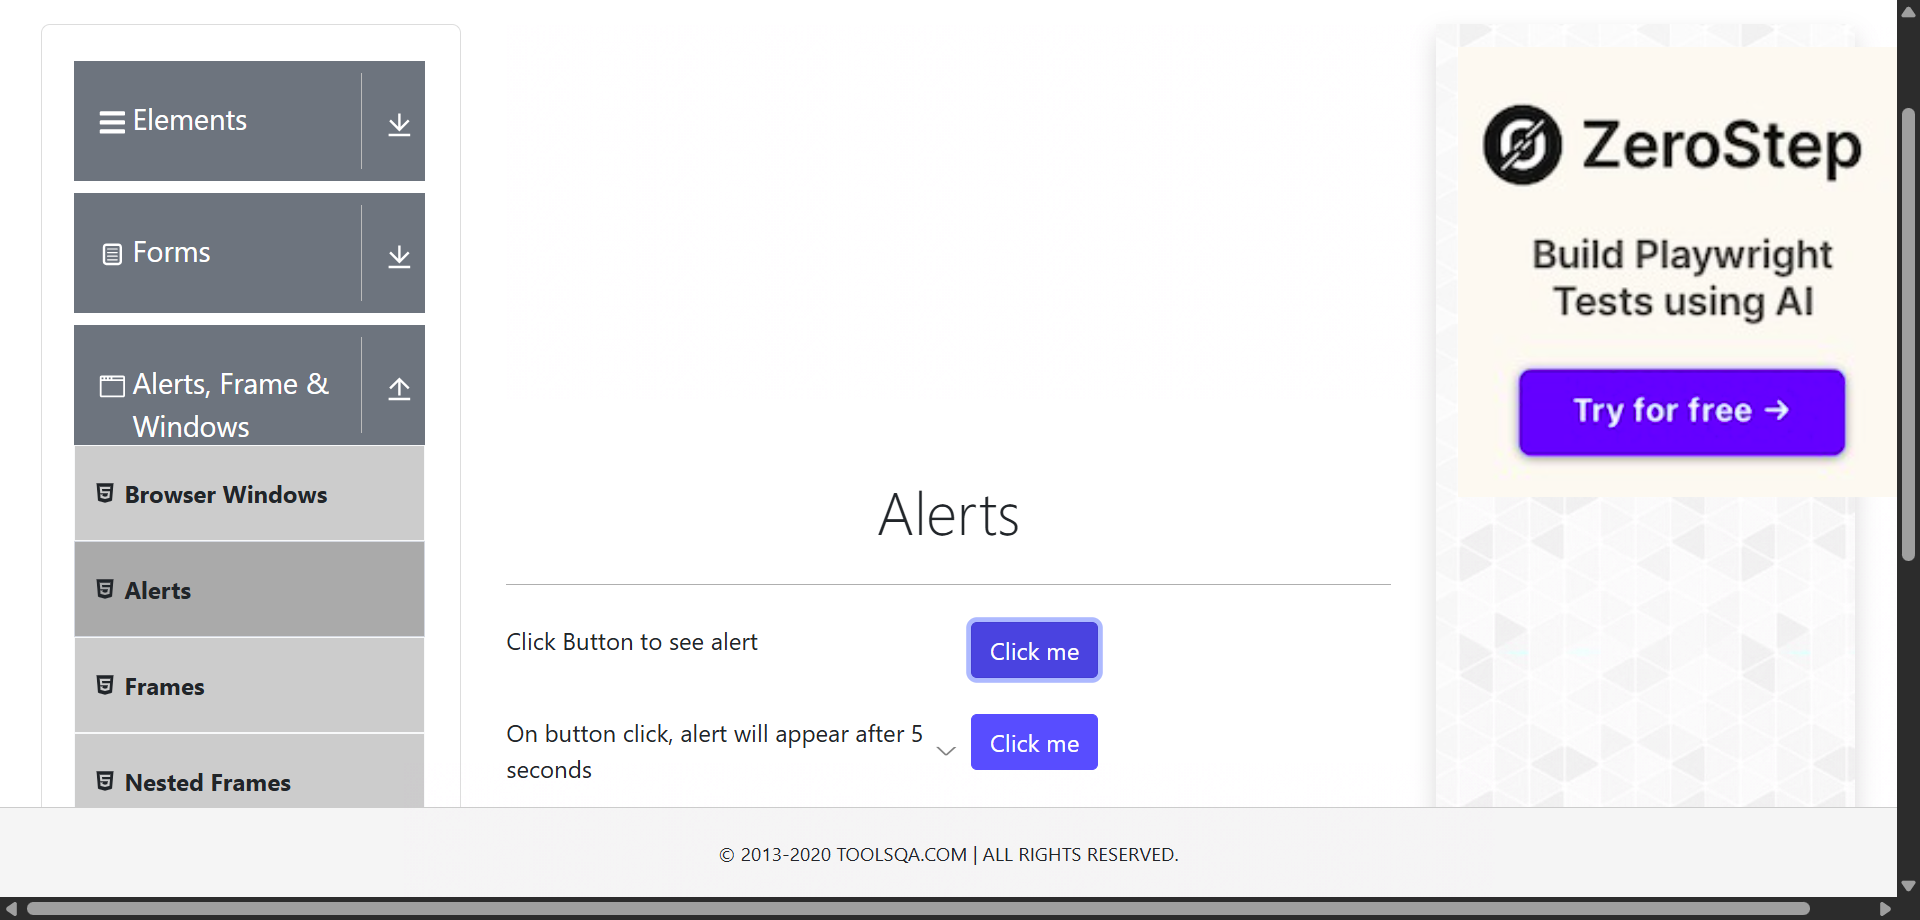 Elements
Forms
Alerts, Frame &
Windows
Browser Windows
Alerts
Frames
Nested Frames
Alerts
Click Button to see alert
Click me
On button click, alert will appear after 5
seconds
Click me
ZeroStep
Build Playwright
Tests using AI
Try for free →
© 2013-2020 TOOLSQA.COM | ALL RIGHTS RESERVED.